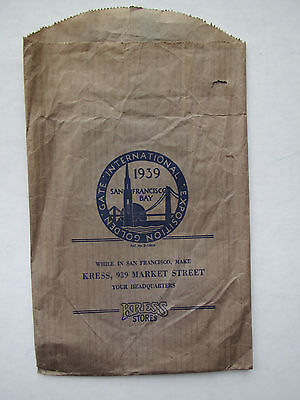 GOLDEN GATE INTERNATIONAL EXPOSITION
1939
SAN FRANCISCO
BAY
WHILE IN SAN FRANCISCO, MAKE
KRESS, 939 MARKET STREET
YOUR HEADQUARTERS
KRESS
STORES